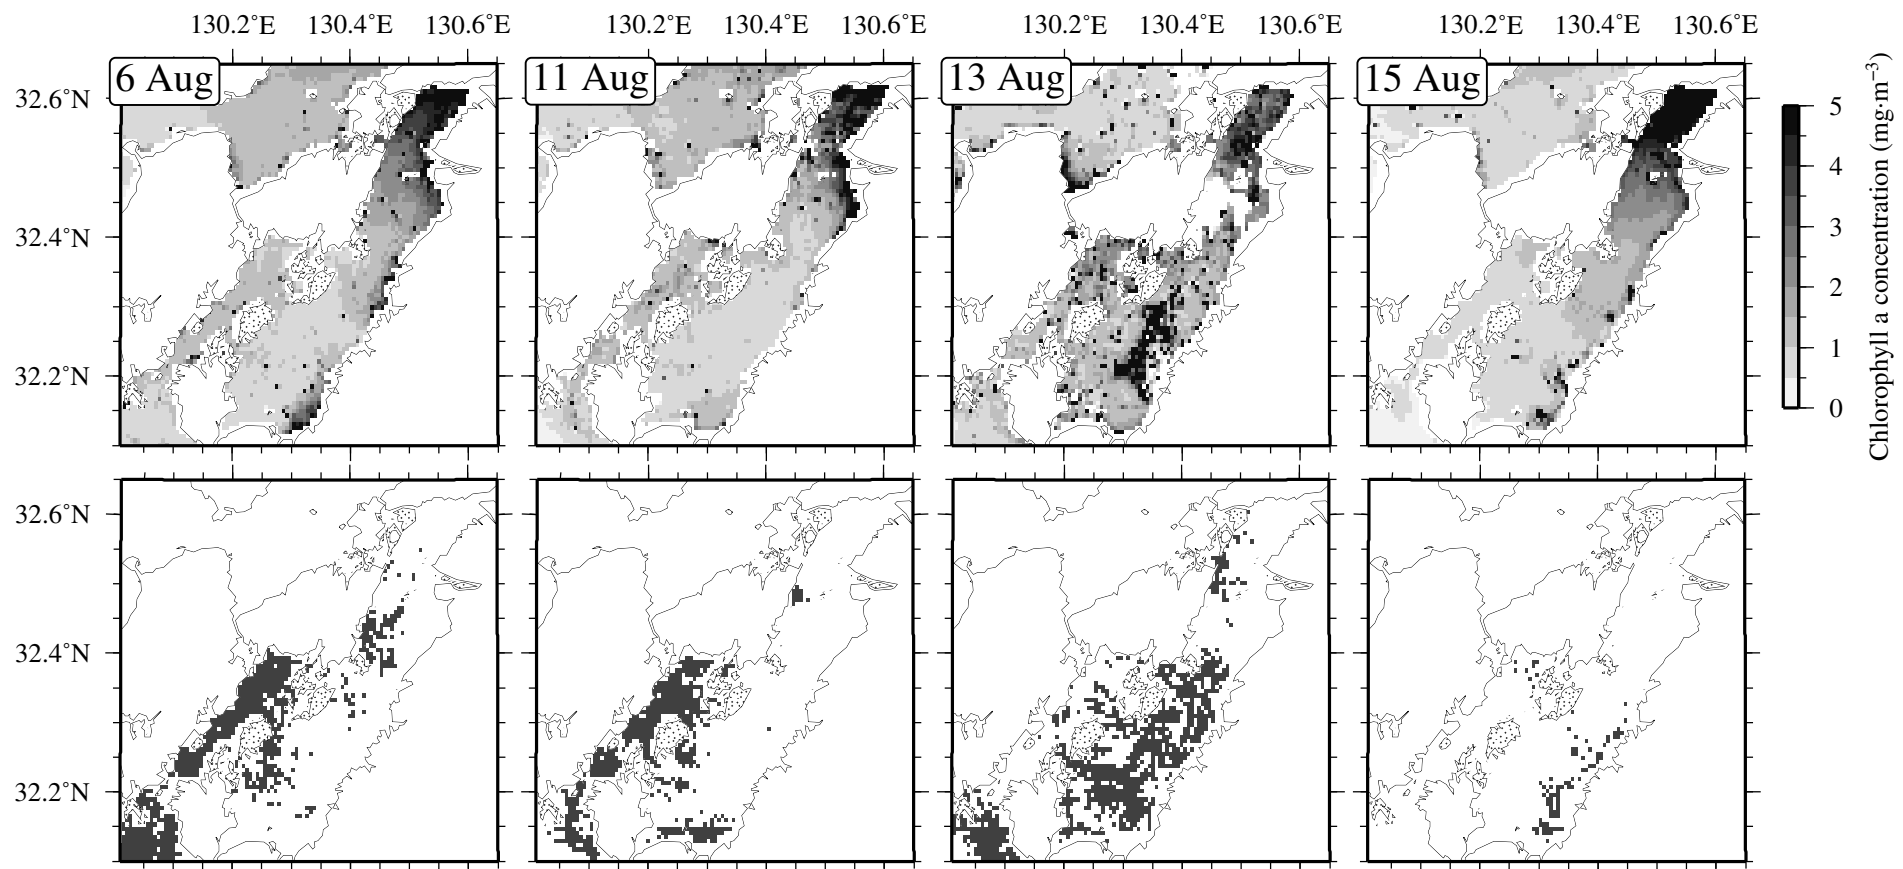 130.2°E 130.4°E 130.6°E 130.2°E 130.4°E 130.6°E 130.2°E 130.4°E 130.6°E 130.2°E 130.4°E 130.6°E
6 Aug 11 Aug 13 Aug 15 Aug
32.6°N
32.4°N
32.2°N
5
4
3
2
1
0
Chlorophyll a concentration (mg·m⁻³)
32.6°N
32.4°N
32.2°N